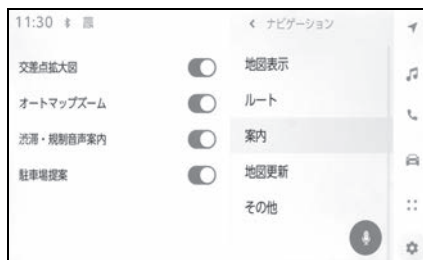 11:30
交差点拡大図
オートマップズーム
渋滞・規制音声案内
駐車場提案
ナビゲーション
地図表示
ルート
案内
地図更新
その他